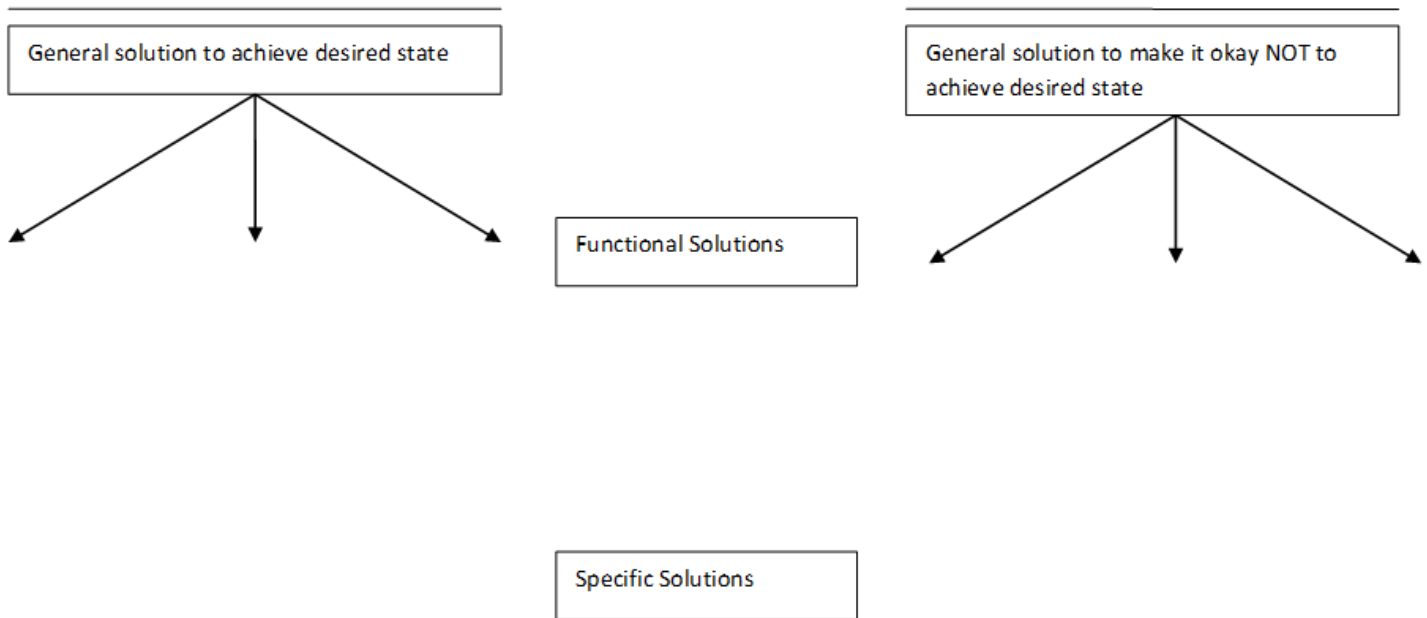 General solution to achieve desired state
General solution to make it okay NOT to
achieve desired state
Functional Solutions
Specific Solutions